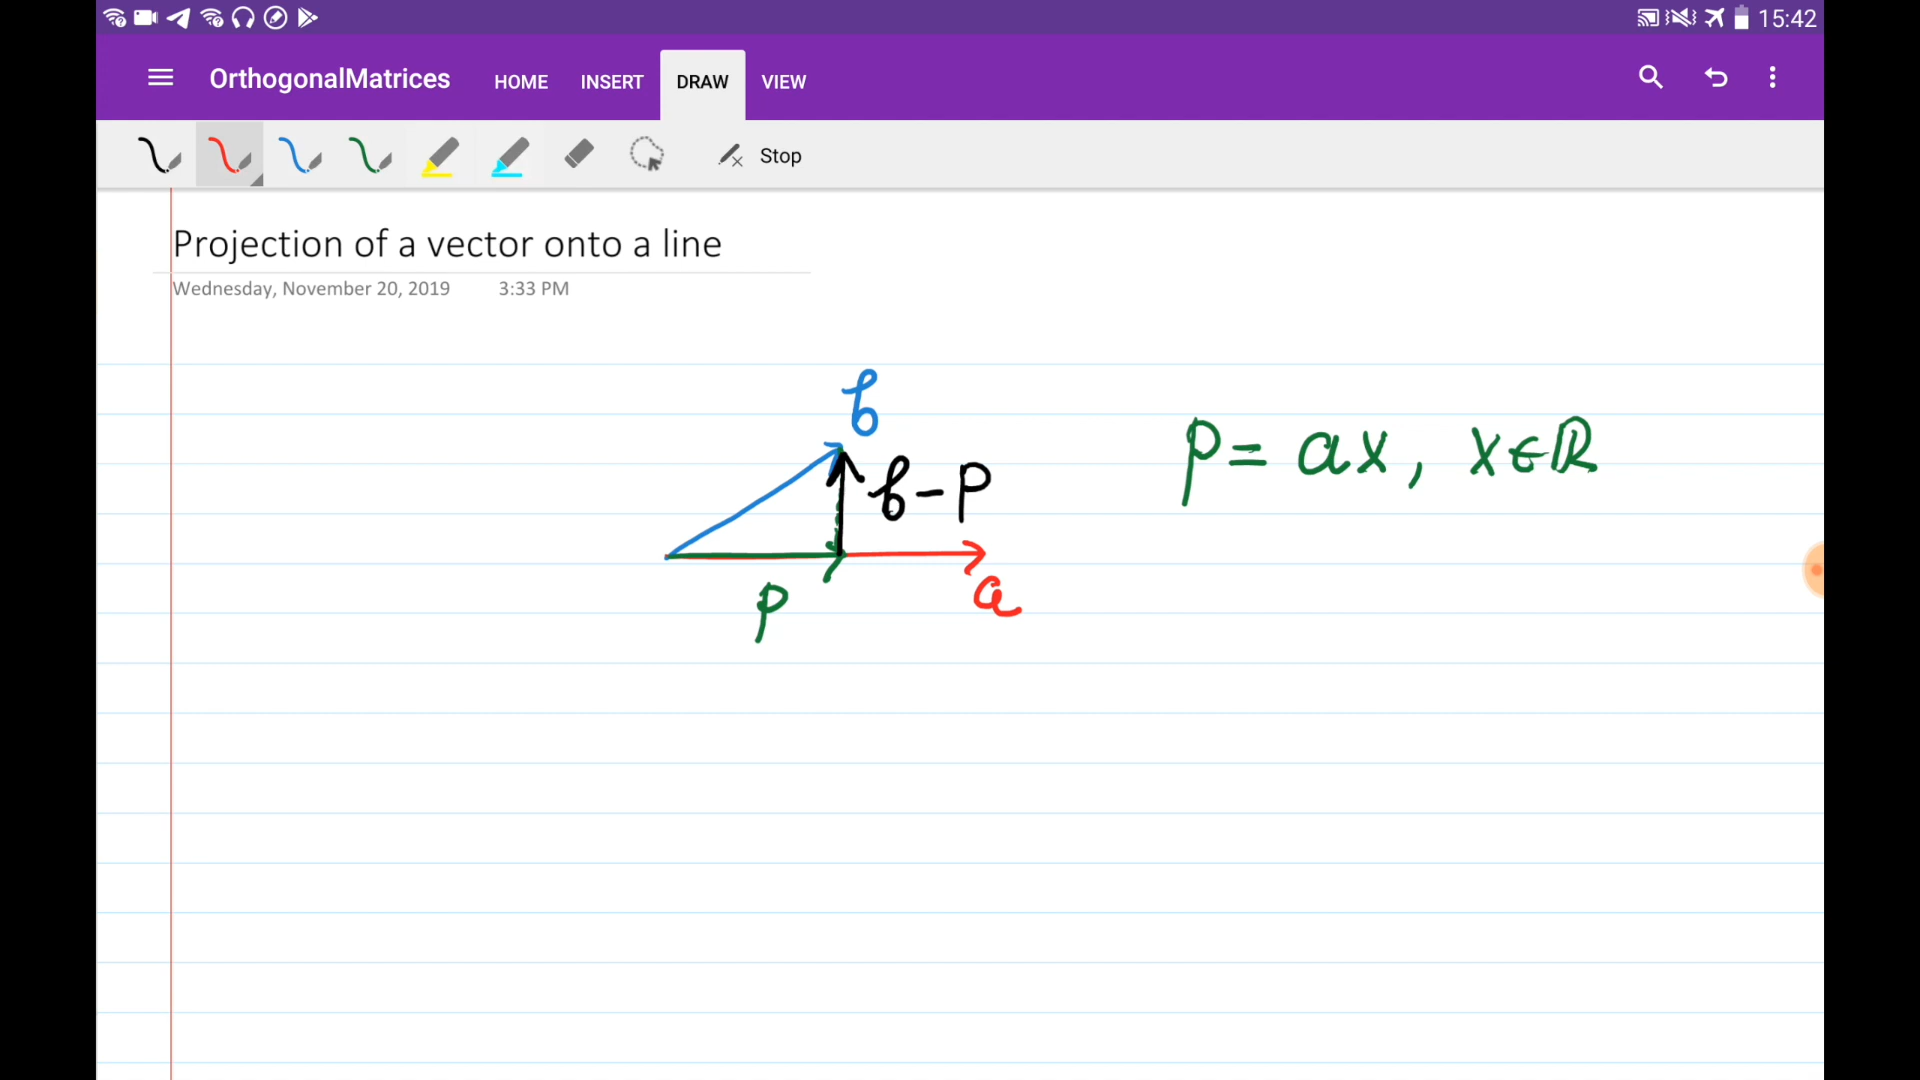 15:42
OrthogonalMatrices HOME INSERT DRAW VIEW
Stop
Projection of a vector onto a line
Wednesday, November 20, 2019 3:33 PM
b
p = ax, x∈ℝ
b-p
a
p